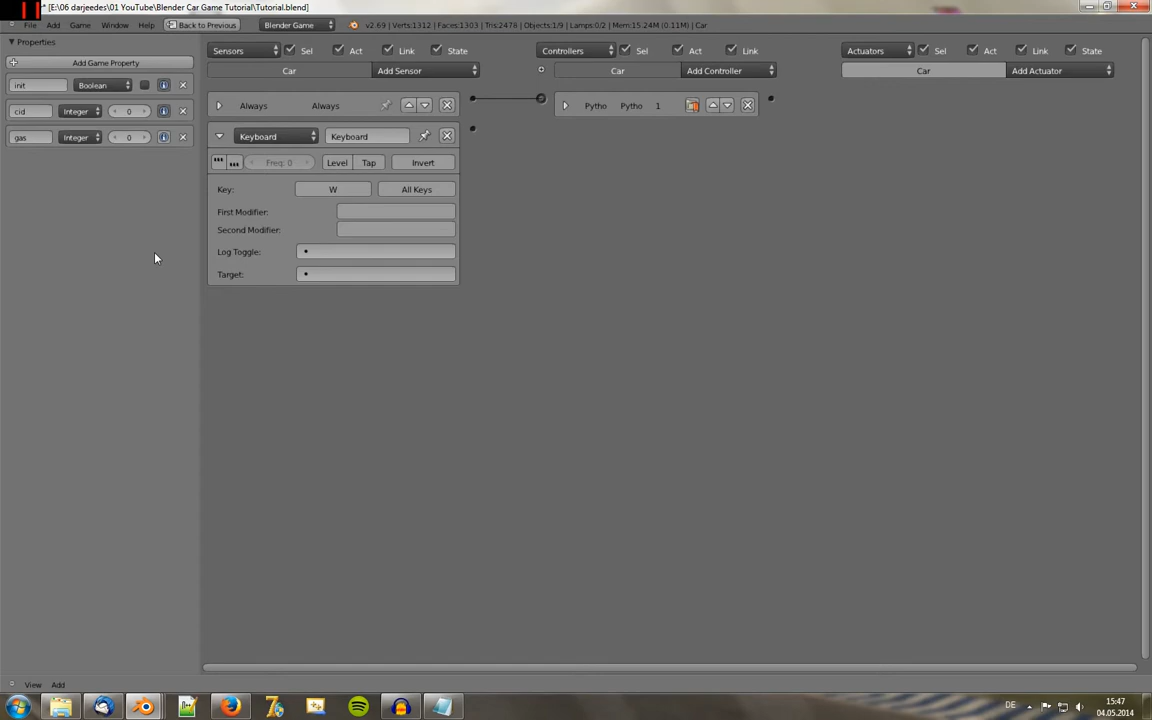 * [E:\06 darjeedes\01 YouTube\Blender Car Game Tutorial\Tutorial.blend]
File Add Game Window Help Back to Previous Blender Game v2.69 | Verts:1312 | Faces:1303 | Tris:2478 | Objects:1/9 | Lamps:0/2 | Mem:15.24M (0.11M) | Car
Properties
Add Game Property
init Boolean
cid Integer 0
gas Integer 0
Sensors Sel Act Link State
Car Add Sensor
Always Always
Keyboard Keyboard
Freq: 0 Level Tap Invert
Key: W All Keys
First Modifier:
Second Modifier:
Log Toggle:
Target:
Controllers Sel Act Link
Car Add Controller
Pytho Pytho 1
Actuators Sel Act Link State
Car Add Actuator
View Add
DE 15:47
04.05.2014